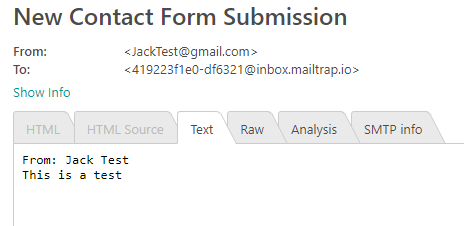 New Contact Form Submission
From: <JackTest@gmail.com>
To: <419223f1e0-df6321@inbox.mailtrap.io>
Show Info
HTML HTML Source Text Raw Analysis SMTP info
From: Jack Test
This is a test